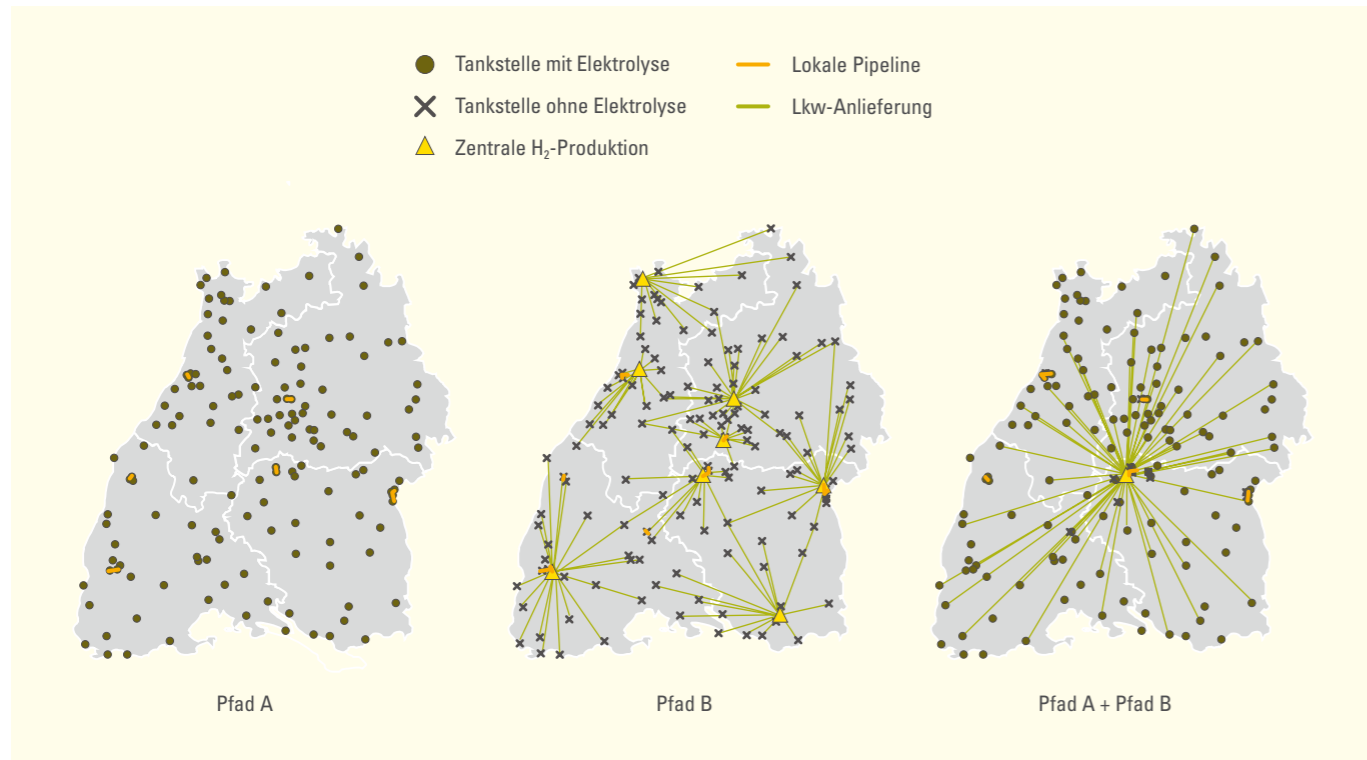 Tankstelle mit Elektrolyse
Tankstelle ohne Elektrolyse
Zentrale H₂-Produktion
Lokale Pipeline
Lkw-Anlieferung
Pfad A
Pfad B
Pfad A + Pfad B